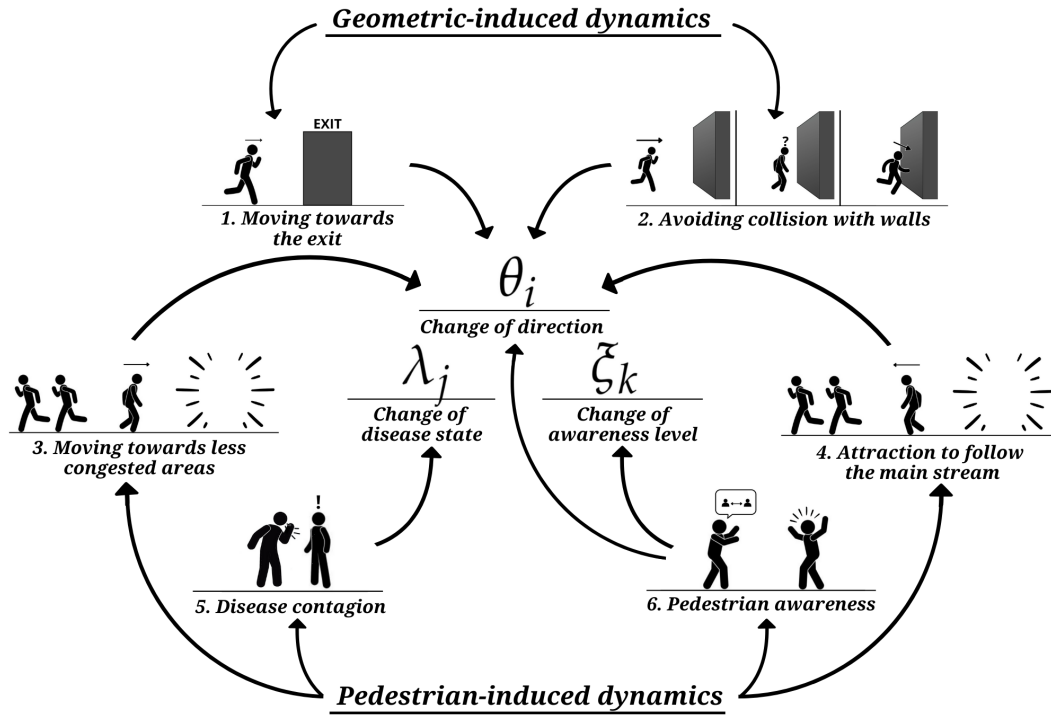 Geometric-induced dynamics
EXIT
?
1. Moving towards
the exit
2. Avoiding collision with walls
θi
Change of direction
λj
Change of
disease state
ξk
Change of
awareness level
3. Moving towards less
congested areas
4. Attraction to follow
the main stream
!
5. Disease contagion
6. Pedestrian awareness
Pedestrian-induced dynamics